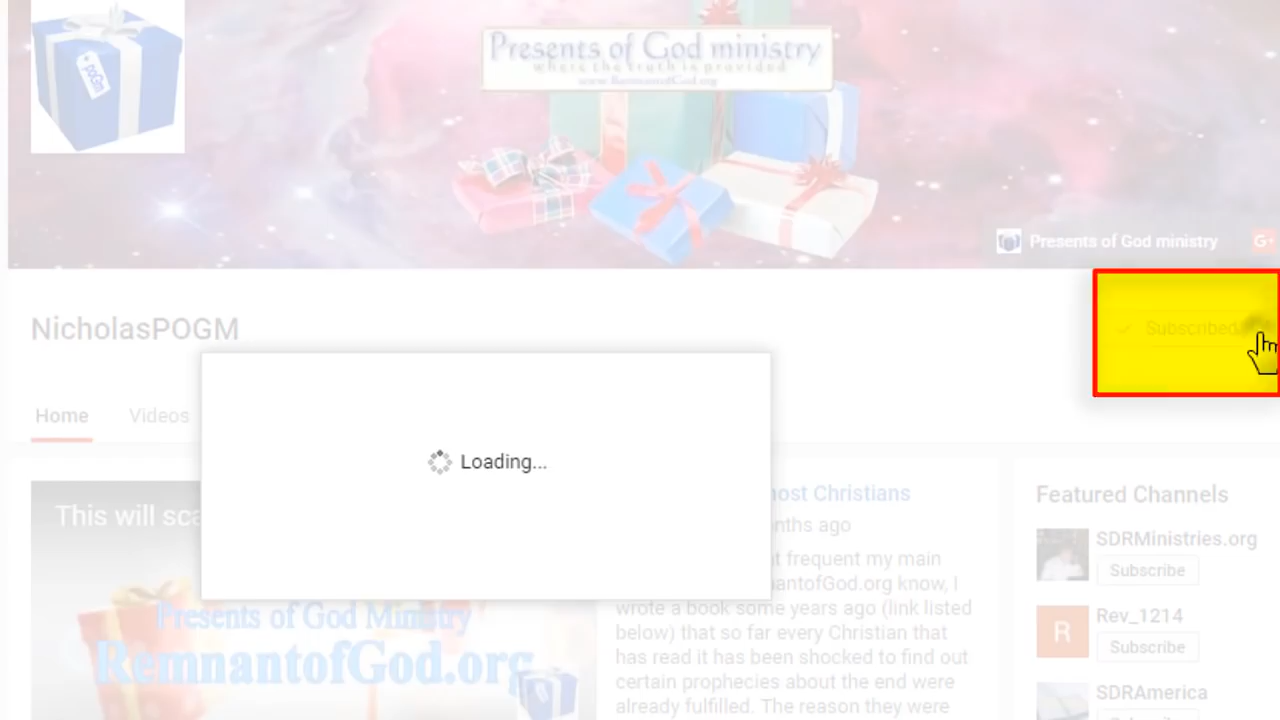 Presents of God ministry
where the truth is provided
www.RemnantofGod.org
poGm
Presents of God ministry
G+
NicholasPOGM
Subscribed
Home Videos
Loading...
This will sca
Presents of God Ministry
RemnantofGod.org
most Christians
nths ago
t frequent my main
nantofGod.org know, I
wrote a book some years ago (link listed
below) that so far every Christian that
has read it has been shocked to find out
certain prophecies about the end were
already fulfilled. The reason they were
Featured Channels
SDRMinistries.org
Subscribe
R
Rev_1214
Subscribe
SDRAmerica